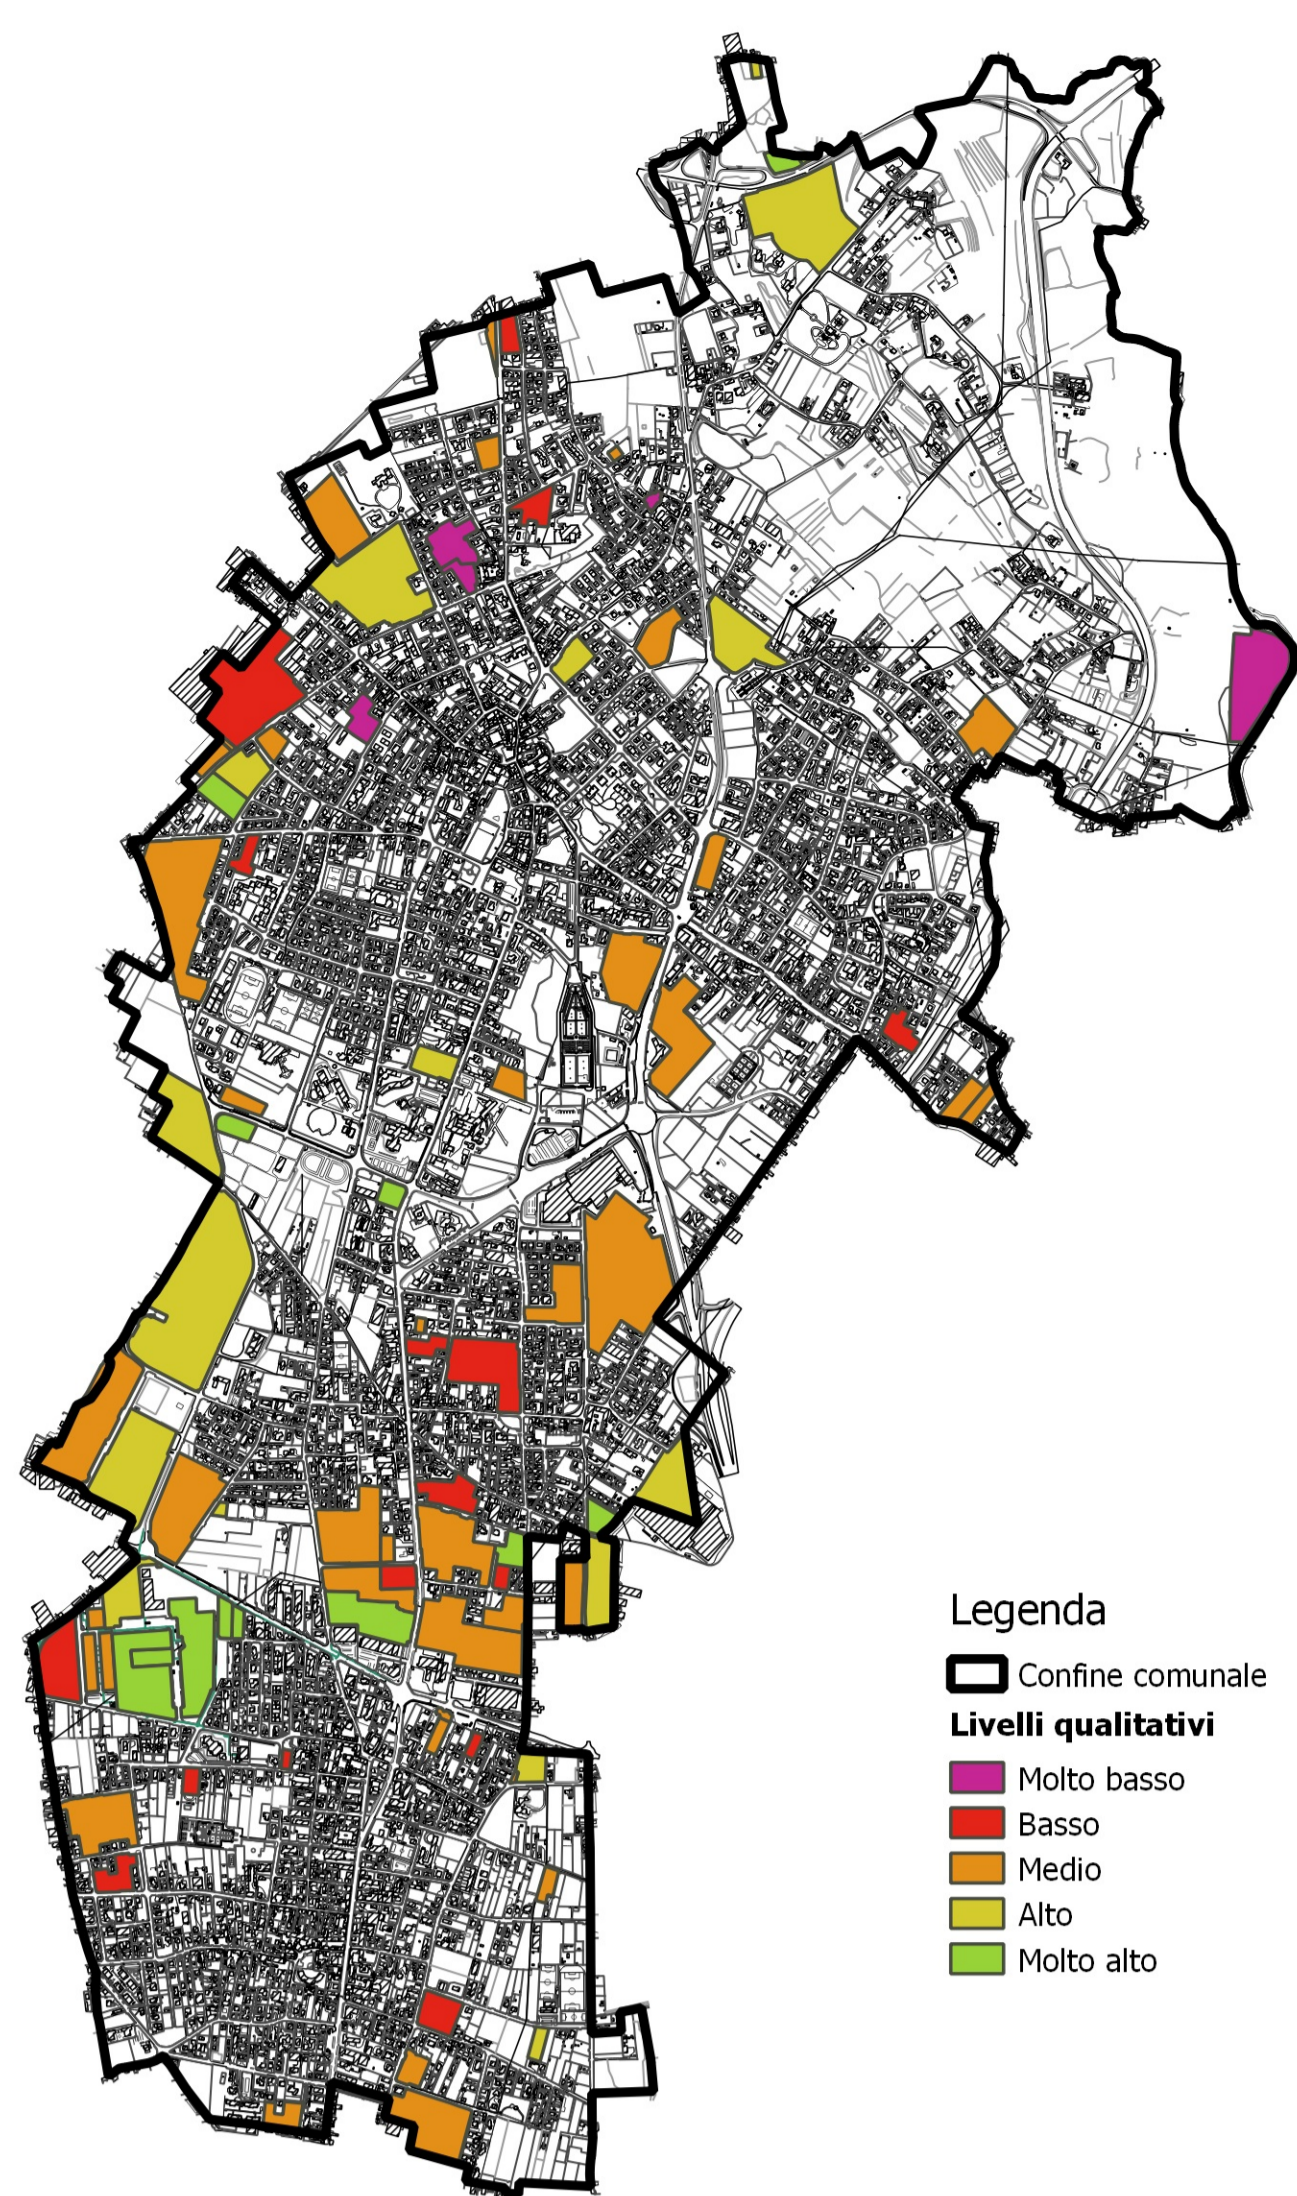 Legenda
Confine comunale
Livelli qualitativi
Molto basso
Basso
Medio
Alto
Molto alto